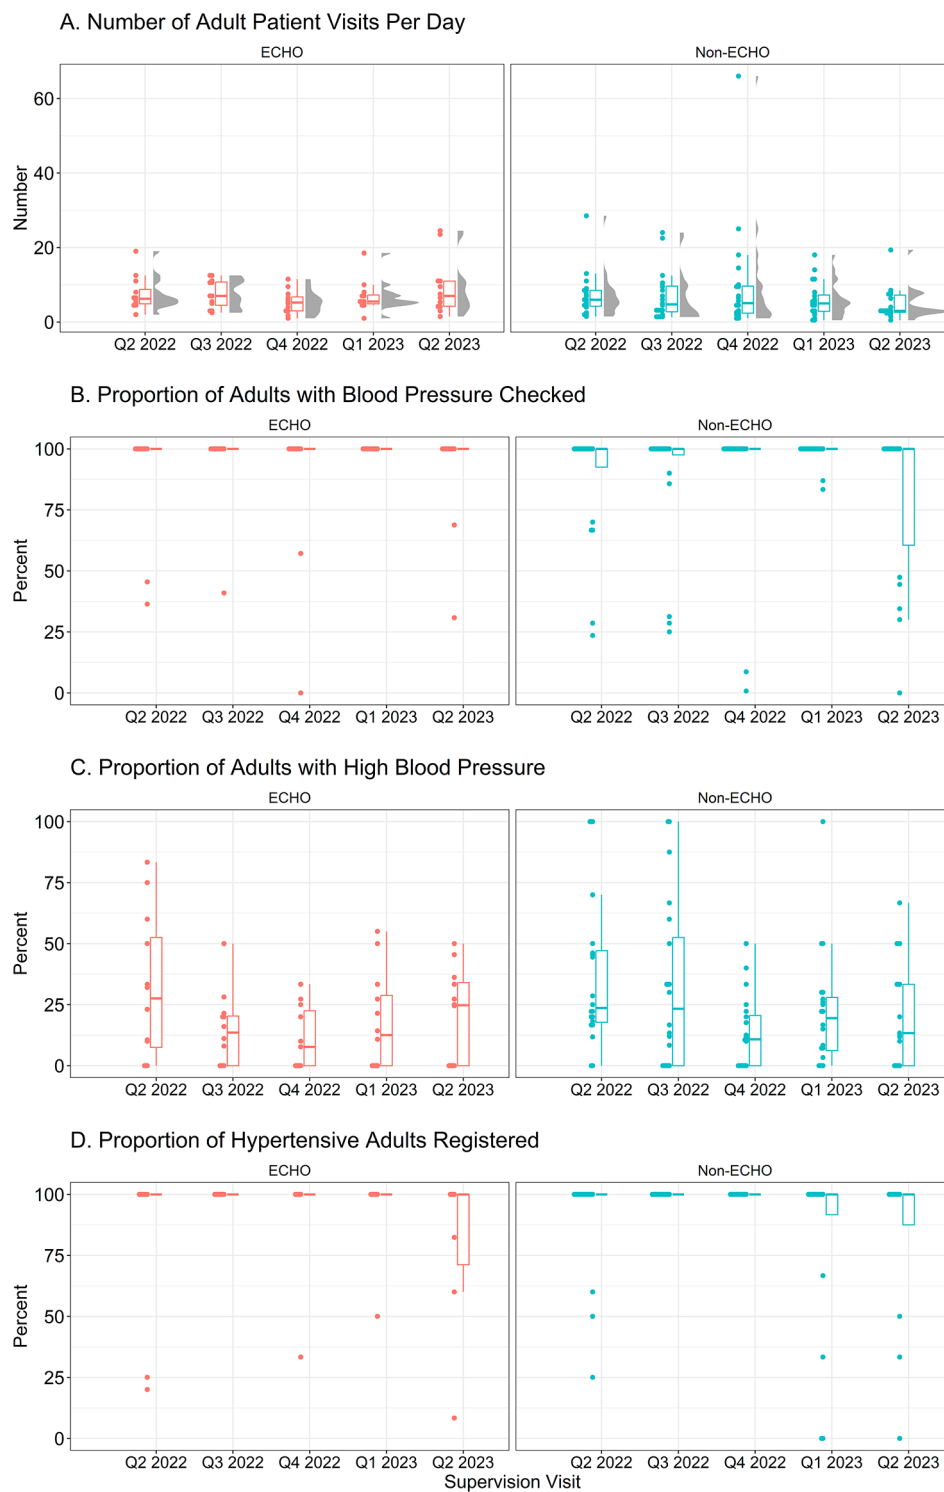 A. Number of Adult Patient Visits Per Day
ECHO Non-ECHO
Number
60
40
20
0
Q2 2022 Q3 2022 Q4 2022 Q1 2023 Q2 2023 Q2 2022 Q3 2022 Q4 2022 Q1 2023 Q2 2023
B. Proportion of Adults with Blood Pressure Checked
ECHO Non-ECHO
Percent
100
75
50
25
0
Q2 2022 Q3 2022 Q4 2022 Q1 2023 Q2 2023 Q2 2022 Q3 2022 Q4 2022 Q1 2023 Q2 2023
C. Proportion of Adults with High Blood Pressure
ECHO Non-ECHO
Percent
100
75
50
25
0
Q2 2022 Q3 2022 Q4 2022 Q1 2023 Q2 2023 Q2 2022 Q3 2022 Q4 2022 Q1 2023 Q2 2023
D. Proportion of Hypertensive Adults Registered
ECHO Non-ECHO
Percent
100
75
50
25
0
Q2 2022 Q3 2022 Q4 2022 Q1 2023 Q2 2023 Q2 2022 Q3 2022 Q4 2022 Q1 2023 Q2 2023
Supervision Visit